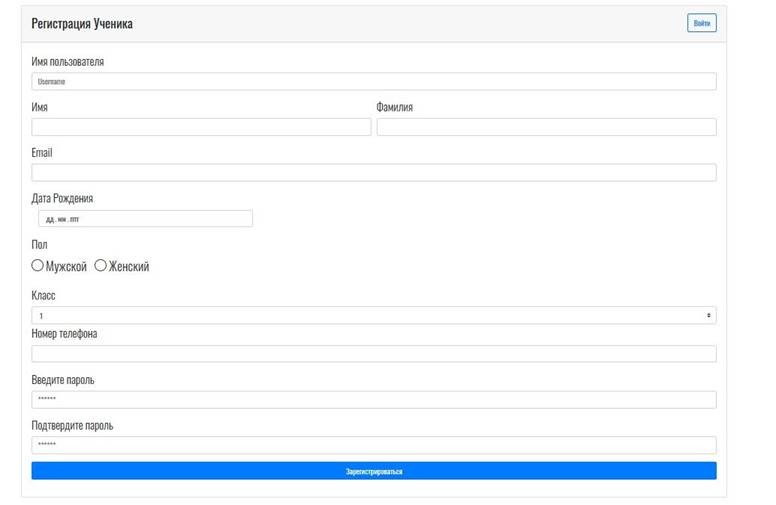 Регистрация Ученика
Войти
Имя пользователя
Username
Имя Фамилия
Email
Дата Рождения
дд.мм.гггг
Пол
Мужской Женский
Класс
1
Номер телефона
Введите пароль
******
Подтвердите пароль
******
Зарегистрироваться